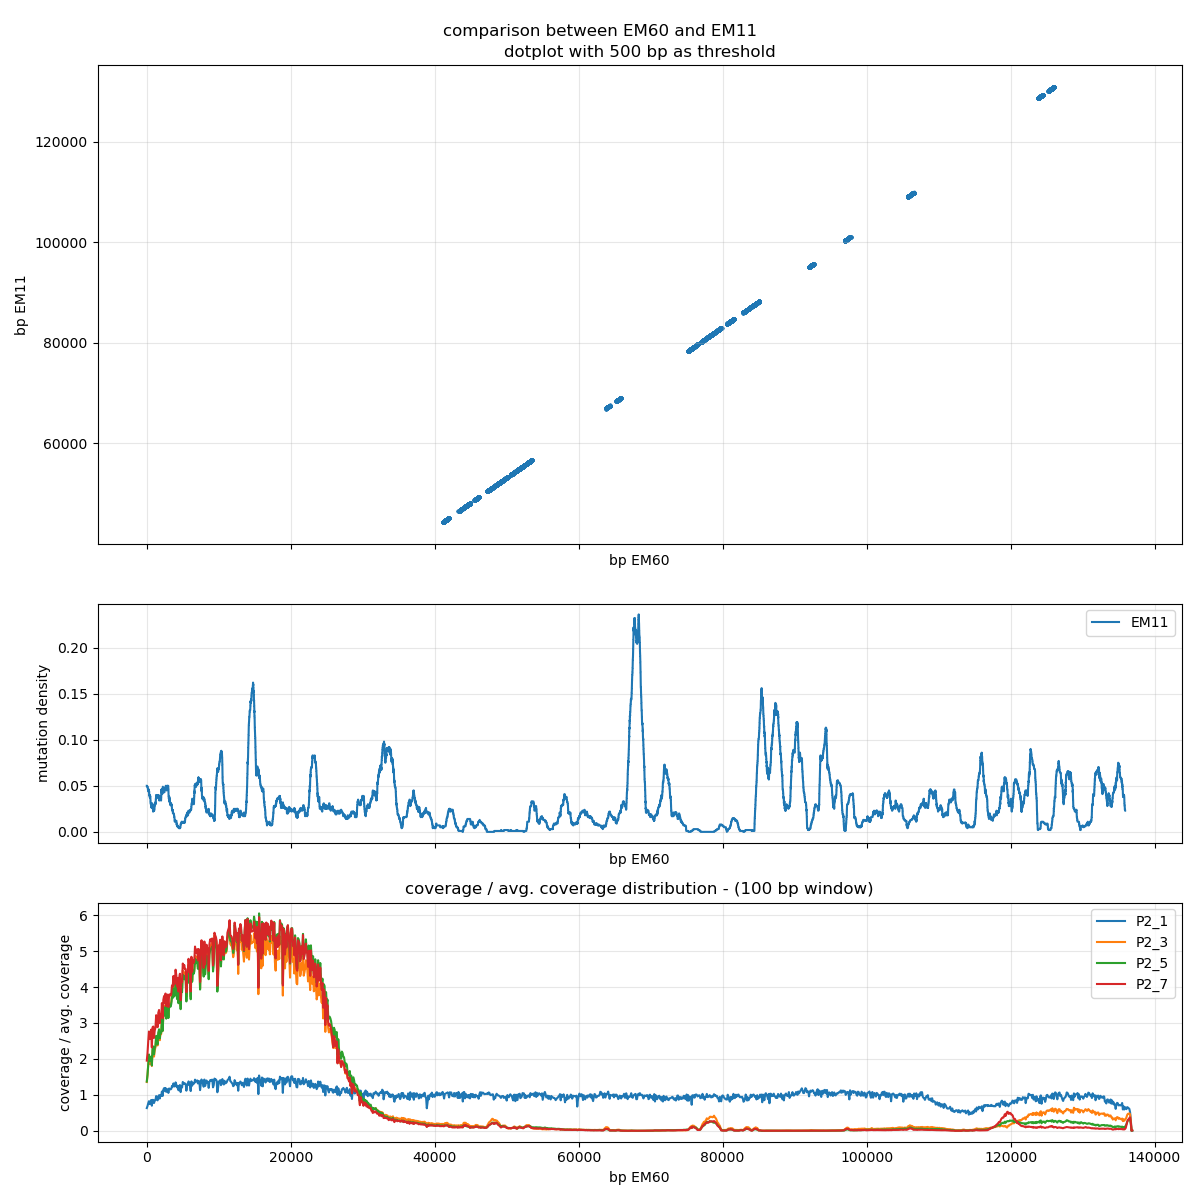 comparison between EM60 and EM11
dotplot with 500 bp as threshold
bp EM11
120000
100000
80000
60000
bp EM60
mutation density
0.20
0.15
0.10
0.05
0.00
EM11
bp EM60
coverage / avg. coverage distribution - (100 bp window)
coverage / avg. coverage
6
5
4
3
2
1
0
P2_1
P2_3
P2_5
P2_7
0 20000 40000 60000 80000 100000 120000 140000
bp EM60